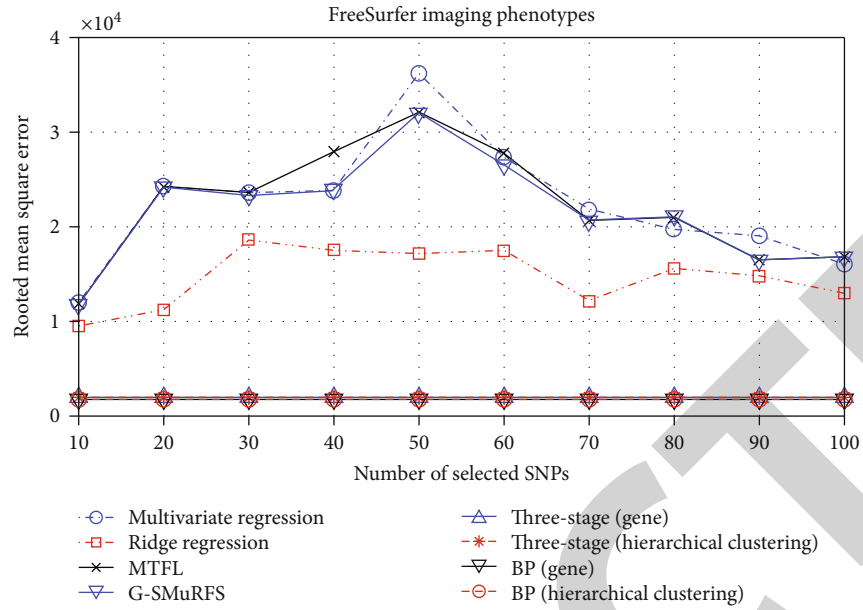 FreeSurfer imaging phenotypes
×10⁴
4
3
2
1
0
Rooted mean square error
10 20 30 40 50 60 70 80 90 100
Number of selected SNPs
Multivariate regression
Ridge regression
MTFL
G-SMuRFS
Three-stage (gene)
Three-stage (hierarchical clustering)
BP (gene)
BP (hierarchical clustering)